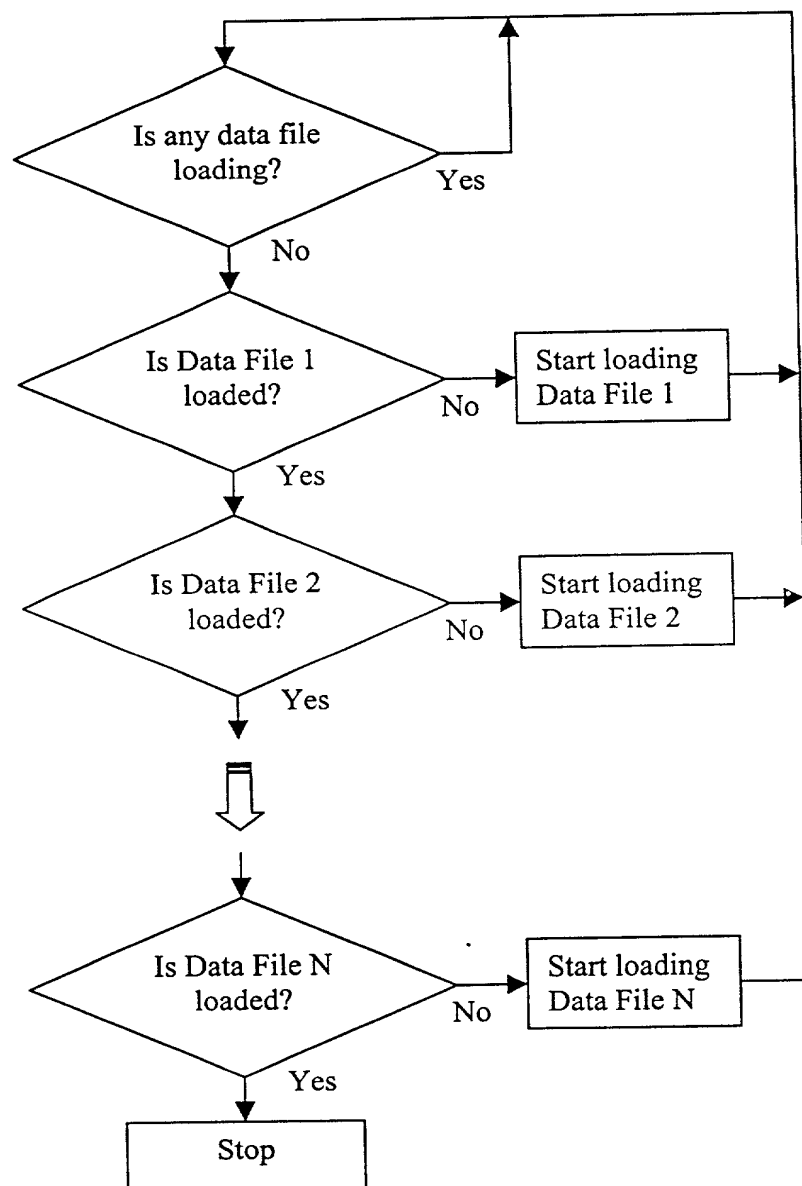 Is any data file
loading?
Yes
No
Is Data File 1
loaded?
No
Start loading
Data File 1
Yes
Is Data File 2
loaded?
No
Start loading
Data File 2
Yes
Is Data File N
loaded?
No
Start loading
Data File N
Yes
Stop